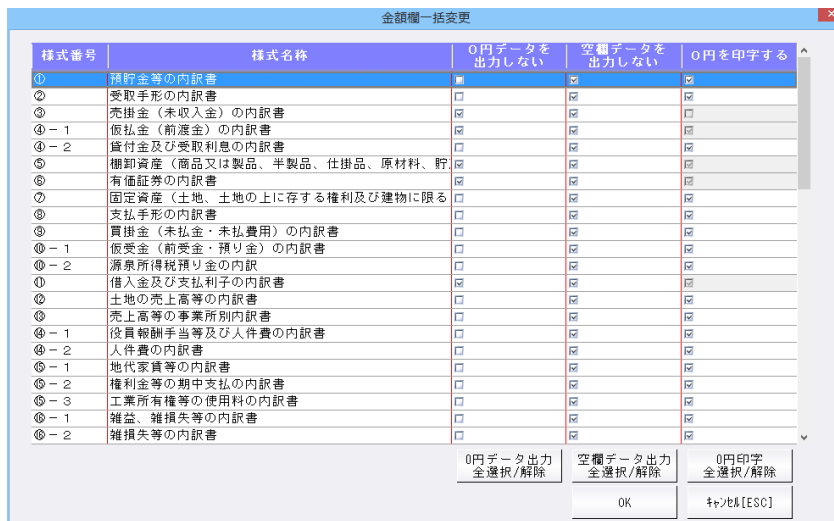 金額欄一括変更
様式番号 様式名称 0円データを出力しない 空欄データを出力しない 0円を印字する
① 預貯金等の内訳書
② 受取手形の内訳書
③ 売掛金（未収入金）の内訳書
④－1 仮払金（前渡金）の内訳書
④－2 貸付金及び受取利息の内訳書
⑤ 棚卸資産（商品又は製品、半製品、仕掛品、原材料、貯
⑥ 有価証券の内訳書
⑦ 固定資産（土地、土地の上に存する権利及び建物に限る
⑧ 支払手形の内訳書
⑨ 買掛金（未払金・未払費用）の内訳書
⑩－1 仮受金（前受金・預り金）の内訳書
⑩－2 源泉所得税預り金の内訳
⑪ 借入金及び支払利子の内訳書
⑫ 土地の売上高等の内訳書
⑬ 売上高等の事業所別内訳書
⑭－1 役員報酬手当等及び人件費の内訳書
⑭－2 人件費の内訳書
⑮－1 地代家賃等の内訳書
⑮－2 権利金等の期中支払の内訳書
⑮－3 工業所有権等の使用料の内訳書
⑯－1 雑益、雑損失等の内訳書
⑯－2 雑損失等の内訳書
0円データ出力 空欄データ出力 0円印字
全選択/解除 全選択/解除 全選択/解除
OK ｷｬﾝｾﾙ[ESC]